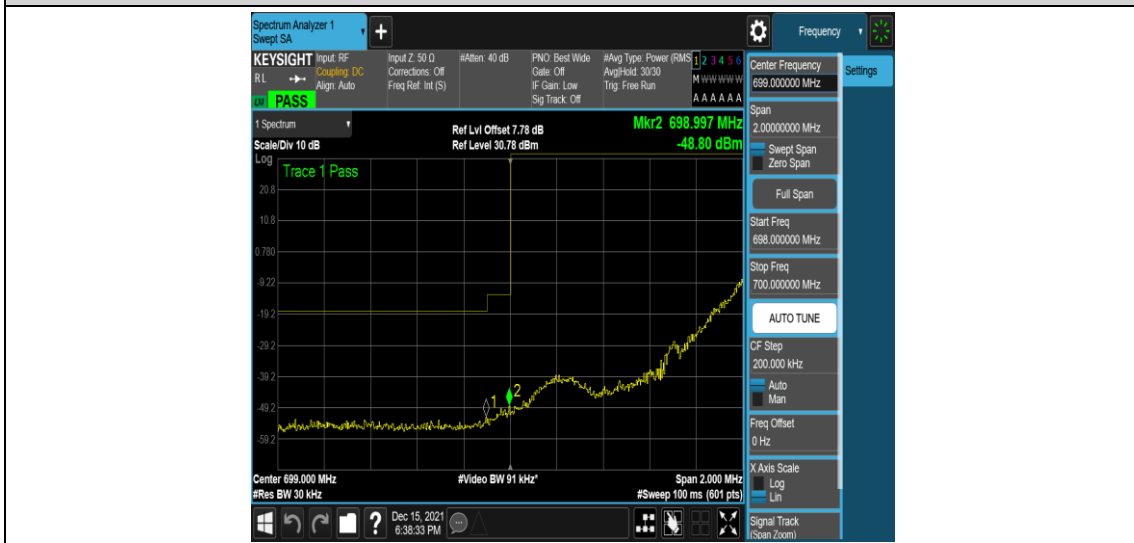 Spectrum Analyzer 1
Swept SA
+
Frequency
KEYSIGHT
RL
LXI
PASS
Input: RF
Coupling: DC
Align: Auto
Input Z: 50 Ω
Corrections: Off
Freq Ref: Int (S)
#Atten: 40 dB
PNO: Best Wide
Gate: Off
IF Gain: Low
Sig Track: Off
#Avg Type: Power (RMS
Avg|Hold: 30/30
Trig: Free Run
1 2 3 4 5 6
M W W W W W
A A A A A A
1 Spectrum
Scale/Div 10 dB
Ref Lvl Offset 7.78 dB
Ref Level 30.78 dBm
Mkr2 698.997 MHz
-48.80 dBm
Log
Trace 1 Pass
20.8
10.8
0.780
-9.22
-19.2
-29.2
-39.2
-49.2
-59.2
1
2
Center 699.000 MHz
#Res BW 30 kHz
#Video BW 91 kHz*
Span 2.000 MHz
#Sweep 100 ms (601 pts)
?
Dec 15, 2021
6:38:33 PM
Settings
Center Frequency
699.000000 MHz
Span
2.00000000 MHz
Swept Span
Zero Span
Full Span
Start Freq
698.000000 MHz
Stop Freq
700.000000 MHz
AUTO TUNE
CF Step
200.000 kHz
Auto
Man
Freq Offset
0 Hz
X Axis Scale
Log
Lin
Signal Track
(Span Zoom)